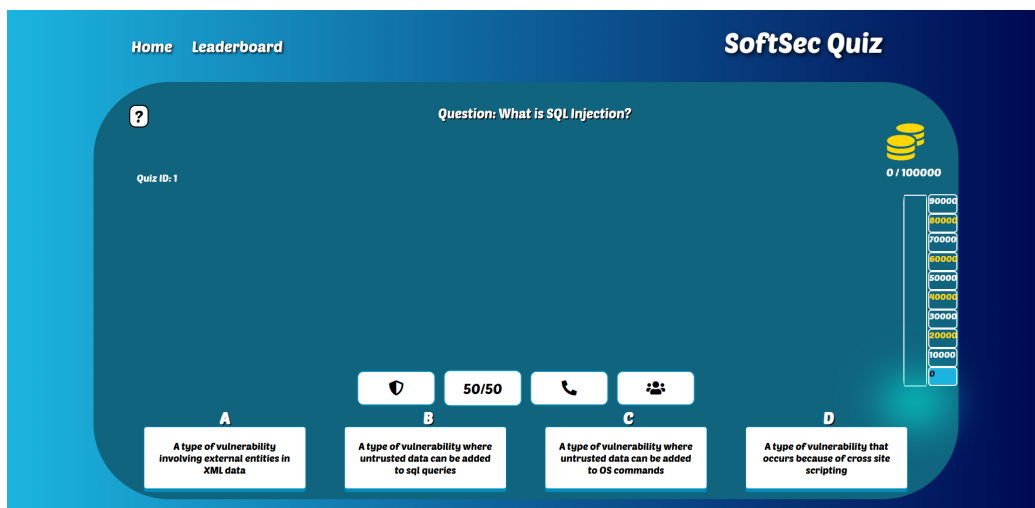 Home Leaderboard
SoftSec Quiz
?
Question: What is SQL Injection?
0 / 100000
Quiz ID: 1
90000
80000
70000
60000
50000
40000
30000
20000
10000
0
50/50
A
A type of vulnerability
involving external entities in
XML data
B
A type of vulnerability where
untrusted data can be added
to sql queries
C
A type of vulnerability where
untrusted data can be added
to OS commands
D
A type of vulnerability that
occurs because of cross site
scripting